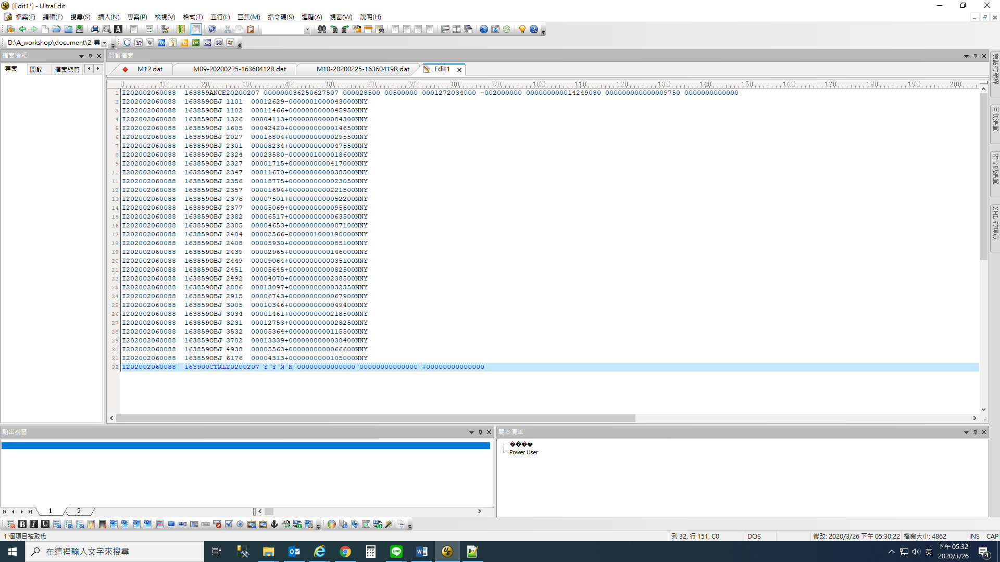 [Edit1*] - UltraEdit
檔案(F) 編輯(E) 搜尋(S) 插入(N) 專案(P) 檢視(V) 格式(T) 直行(L) 巨集(M) 指令碼(S) 進階(A) 視窗(W) 說明(H)
D:\A_workshop\document\2-業
檔案檢視
專案 開啟 檔案總管
開啟檔案
M12.dat M09-20200225-16360412R.dat M10-20200225-16360419R.dat Edit1
0 10 20 30 40 50 60 70 80 90 100 110 120 130 140 150 160 170 180 190 200
1 I202002060088  163859ANCE20200207 000000036250627507 000028500 00500000 0001272034000 -002000000 000000000014249080 000000000000009750 0000000000000
2 I202002060088  163859OBJ 1101  00012629-0000001000043000NNY
3 I202002060088  163859OBJ 1102  00011466+0000000000045950NNY
4 I202002060088  163859OBJ 1326  00004113+0000000000084300NNY
5 I202002060088  163859OBJ 1605  00042420+0000000000014650NNY
6 I202002060088  163859OBJ 2027  00016804+0000000000029550NNY
7 I202002060088  163859OBJ 2301  00008234+0000000000047550NNY
8 I202002060088  163859OBJ 2324  00023580-0000001000018600NNY
9 I202002060088  163859OBJ 2327  00001715+0000000000417000NNY
10 I202002060088  163859OBJ 2347  00011670+0000000000038500NNY
11 I202002060088  163859OBJ 2356  00018775+0000000000023050NNY
12 I202002060088  163859OBJ 2357  00001694+0000000000221500NNY
13 I202002060088  163859OBJ 2376  00007501+0000000000052200NNY
14 I202002060088  163859OBJ 2377  00005069+0000000000095600NNY
15 I202002060088  163859OBJ 2382  00006517+0000000000063500NNY
16 I202002060088  163859OBJ 2385  00004653+0000000000087100NNY
17 I202002060088  163859OBJ 2404  00002566-0000001000190000NNY
18 I202002060088  163859OBJ 2408  00005930+0000000000085100NNY
19 I202002060088  163859OBJ 2439  00002965+0000000000146000NNY
20 I202002060088  163859OBJ 2449  00009064+0000000000035100NNY
21 I202002060088  163859OBJ 2451  00005645+0000000000082500NNY
22 I202002060088  163859OBJ 2492  00004070+0000000000238500NNY
23 I202002060088  163859OBJ 2886  00013097+0000000000032350NNY
24 I202002060088  163859OBJ 2915  00006743+0000000000067900NNY
25 I202002060088  163859OBJ 3005  00010346+0000000000049400NNY
26 I202002060088  163859OBJ 3034  00001461+0000000000218500NNY
27 I202002060088  163859OBJ 3231  00012753+0000000000028250NNY
28 I202002060088  163859OBJ 3532  00005364+0000000000115500NNY
29 I202002060088  163859OBJ 3702  00013339+0000000000038400NNY
30 I202002060088  163859OBJ 4938  00005563+0000000000066600NNY
31 I202002060088  163859OBJ 6176  00004313+0000000000105000NNY
32 I202002060088  163900CTRL20200207 Y Y N N 00000000000000 00000000000000 +00000000000000
剪貼簿歷程
巨集清單
指令碼清單
XML 管理員
輸出視窗
1 2
範本清單
����
Power User
1 個項目被取代
列 32, 行 151, C0 DOS 修改: 2020/3/26 下午 05:30:22 檔案大小: 4862 INS CAP
在這裡輸入文字來搜尋
英
下午 05:32
2020/3/26
4